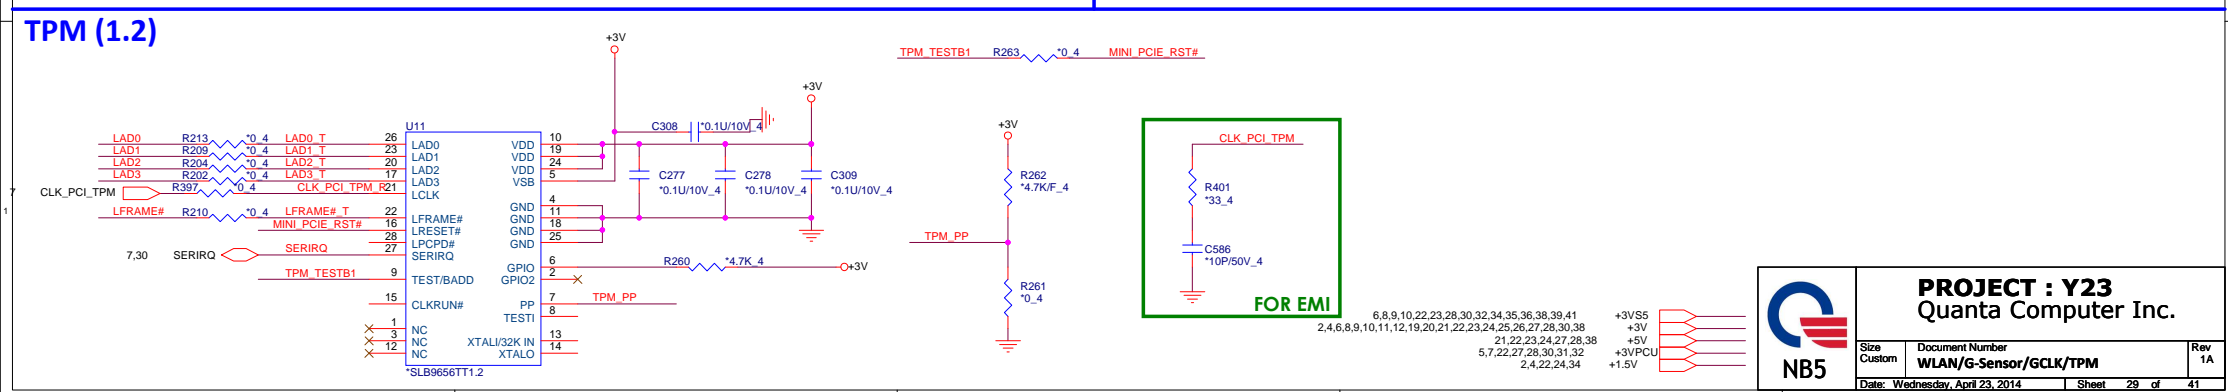 TPM (1.2)
+3V
TPM_TESTB1 R263 *0_4 MINI_PCIE_RST#
+3V
C308 *0.1U/10V_4
+3V
U11
LAD0 R213 *0_4 LAD0_T 26 LAD0
LAD1 R209 *0_4 LAD1_T 23 LAD1
LAD2 R204 *0_4 LAD2_T 20 LAD2
LAD3 R202 *0_4 LAD3_T 17 LAD3
7 CLK_PCI_TPM R397 *0_4 CLK_PCI_TPM_R 21 LCLK
LFRAME# R210 *0_4 LFRAME#_T 22 LFRAME#
MINI_PCIE_RST# 16 LRESET#
28 LPCPD#
7,30 SERIRQ SERIRQ 27 SERIRQ
TPM_TESTB1 9 TEST/BADD
15 CLKRUN#
1 NC
3 NC
12 NC
VDD 10
VDD 19
VDD 24
VSB 5
GND 4
GND 11
GND 18
GND 25
GPIO 6 R260 *4.7K_4 +3V
GPIO2 2
PP 7 TPM_PP
TESTI 8
XTALI/32K IN 13
XTALO 14
*SLB9656TT1.2
C277
*0.1U/10V_4
C278
*0.1U/10V_4
C309
*0.1U/10V_4
R262
*4.7K/F_4
TPM_PP
R261
*0_4
CLK_PCI_TPM
R401
*33_4
C586
*10P/50V_4
FOR EMI
6,8,9,10,22,23,28,30,32,34,35,36,38,39,41 +3VS5
2,4,6,8,9,10,11,12,19,20,21,22,23,24,25,26,27,28,30,38 +3V
21,22,23,24,27,28,38 +5V
5,7,22,27,28,30,31,32 +3VPCU
2,4,22,24,34 +1.5V
1
NB5
PROJECT : Y23
Quanta Computer Inc.
Size Document Number Rev
Custom WLAN/G-Sensor/GCLK/TPM 1A
Date: Wednesday, April 23, 2014 Sheet 29 of 41